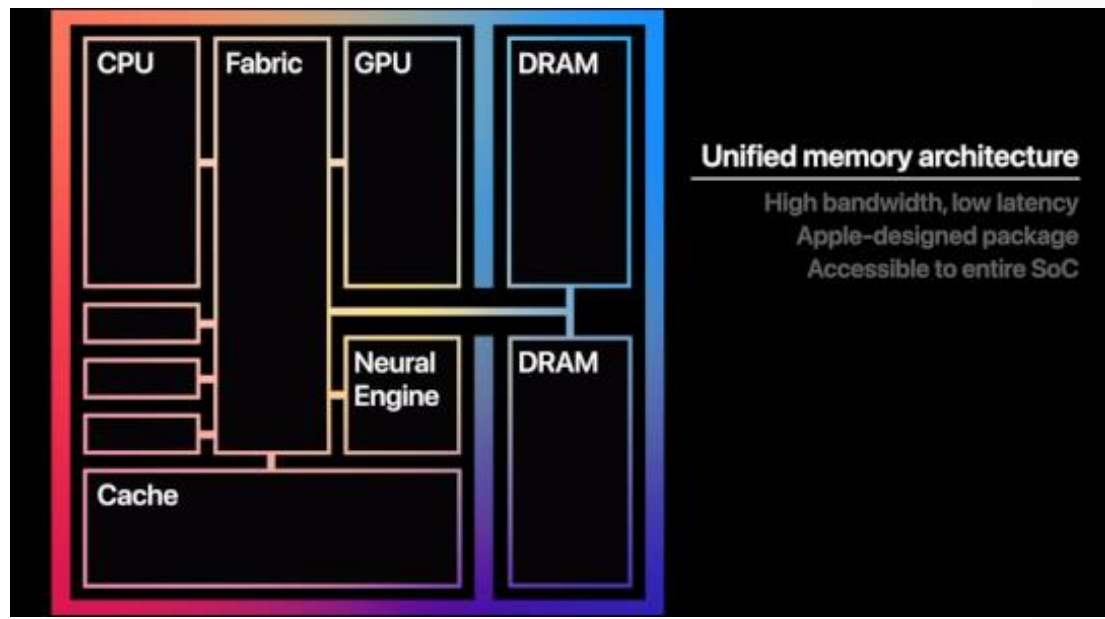 CPU
Fabric
GPU
DRAM
Neural
Engine
DRAM
Cache
Unified memory architecture
High bandwidth, low latency
Apple-designed package
Accessible to entire SoC